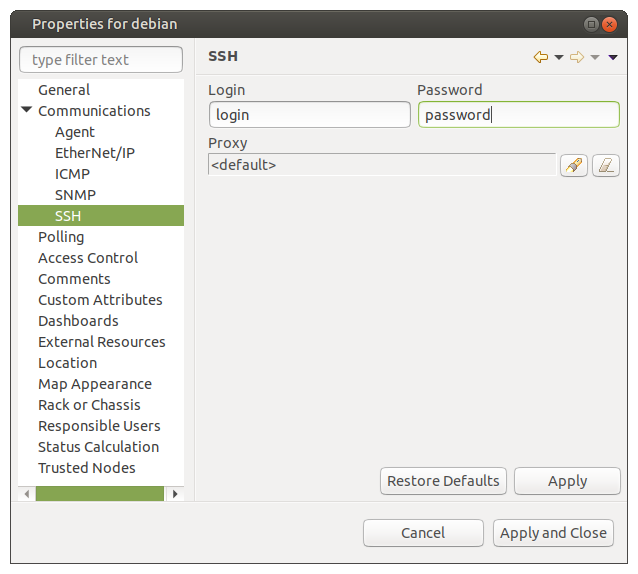 Properties for debian
type filter text
General
Communications
Agent
EtherNet/IP
ICMP
SNMP
SSH
Polling
Access Control
Comments
Custom Attributes
Dashboards
External Resources
Location
Map Appearance
Rack or Chassis
Responsible Users
Status Calculation
Trusted Nodes
SSH
Login Password
login password
Proxy
<default>
Restore Defaults Apply
Cancel Apply and Close